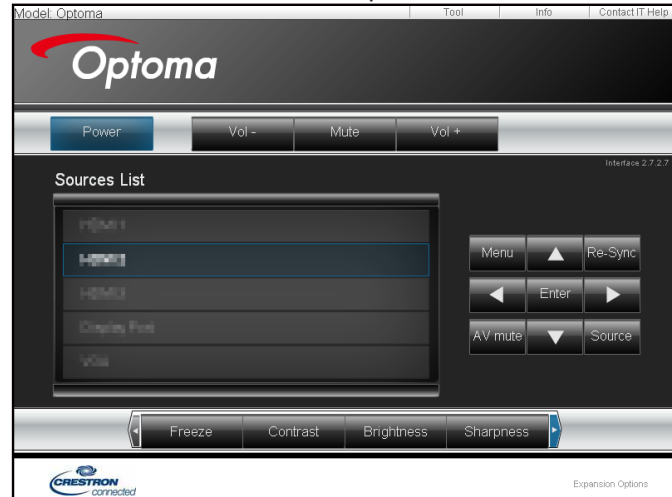 Model: Optoma Tool Info Contact IT Help
Optoma
Power Vol - Mute Vol +
Interface 2.7.2.7
Sources List
Menu Re-Sync
Enter
AV mute Source
Freeze Contrast Brightness Sharpness
CRESTRON
connected
Expansion Options